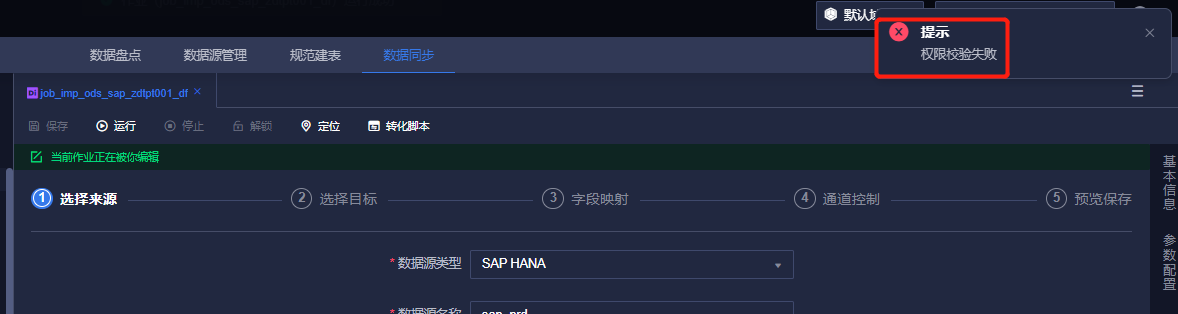 默认域
提示
权限校验失败
数据盘点 数据源管理 规范建表 数据同步
DI job_imp_ods_sap_zdtpt001_df
保存 运行 停止 解锁 定位 转化脚本
当前作业正在被你编辑
1 选择来源 2 选择目标 3 字段映射 4 通道控制 5 预览保存
基本信息
参数配置
* 数据源类型 SAP HANA
* 数据源名称 sap_prd